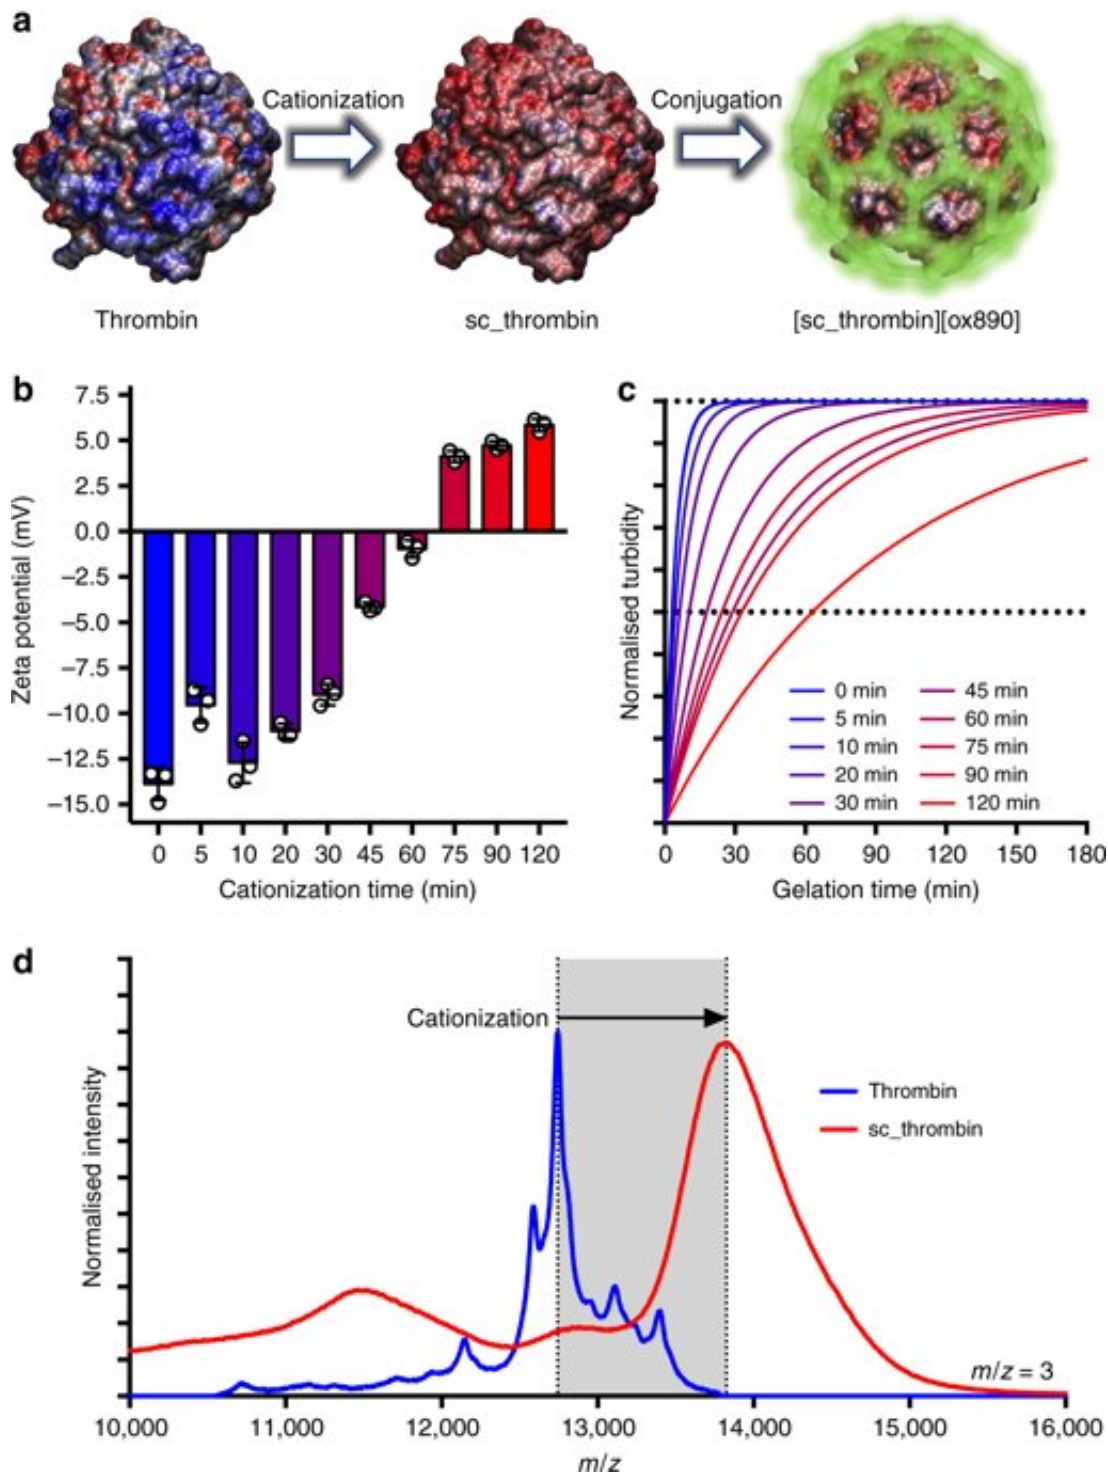 a
Cationization
Conjugation
Thrombin
sc_thrombin
[sc_thrombin][ox890]
b
Zeta potential (mV)
7.5
5.0
2.5
0.0
−2.5
−5.0
−7.5
−10.0
−12.5
−15.0
0 5 10 20 30 45 60 75 90 120
Cationization time (min)
c
Normalised turbidity
0 min 45 min
5 min 60 min
10 min 75 min
20 min 90 min
30 min 120 min
0 30 60 90 120 150 180
Gelation time (min)
d
Normalised intensity
Cationization
Thrombin
sc_thrombin
m/z = 3
10,000 11,000 12,000 13,000 14,000 15,000 16,000
m/z